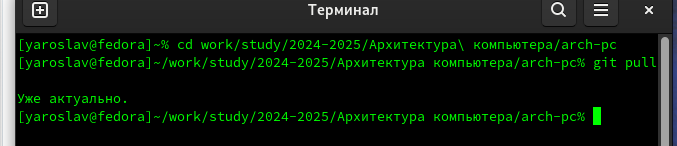 Терминал
[yaroslav@fedora]~% cd work/study/2024-2025/Архитектура\ компьютера/arch-pc
[yaroslav@fedora]~/work/study/2024-2025/Архитектура компьютера/arch-pc% git pull
Уже актуально.
[yaroslav@fedora]~/work/study/2024-2025/Архитектура компьютера/arch-pc%